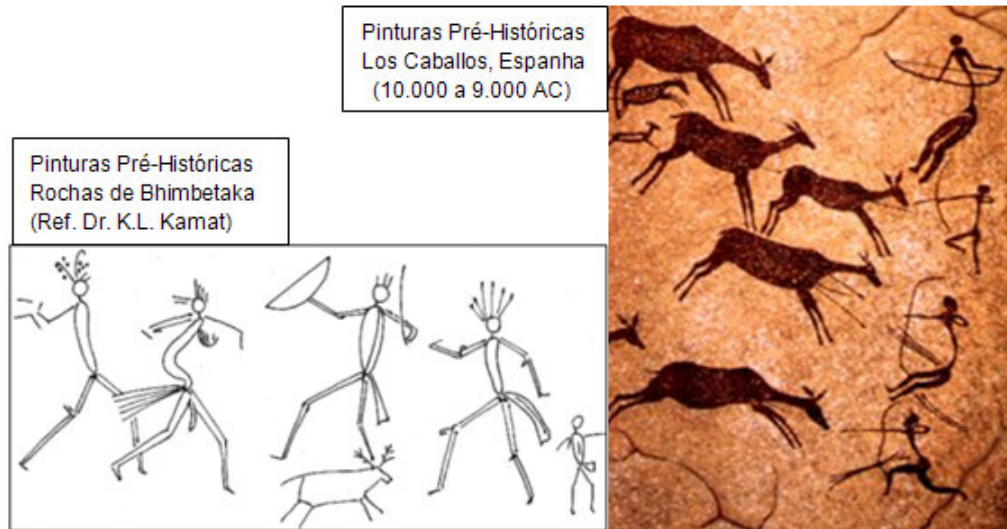 Pinturas Pré-Históricas
Los Caballos, Espanha
(10.000 a 9.000 AC)
Pinturas Pré-Históricas
Rochas de Bhimbetaka
(Ref. Dr. K.L. Kamat)